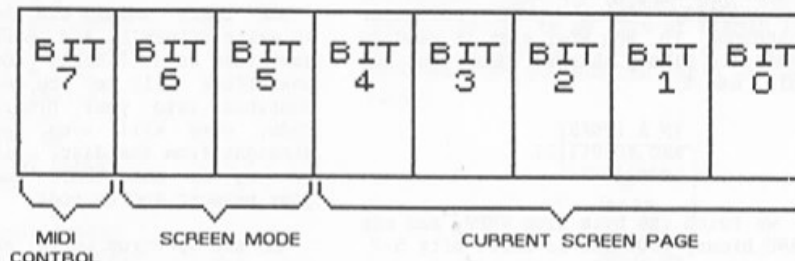 BIT BIT BIT BIT BIT BIT BIT BIT
7 6 5 4 3 2 1 0
MIDI CONTROL
SCREEN MODE
CURRENT SCREEN PAGE